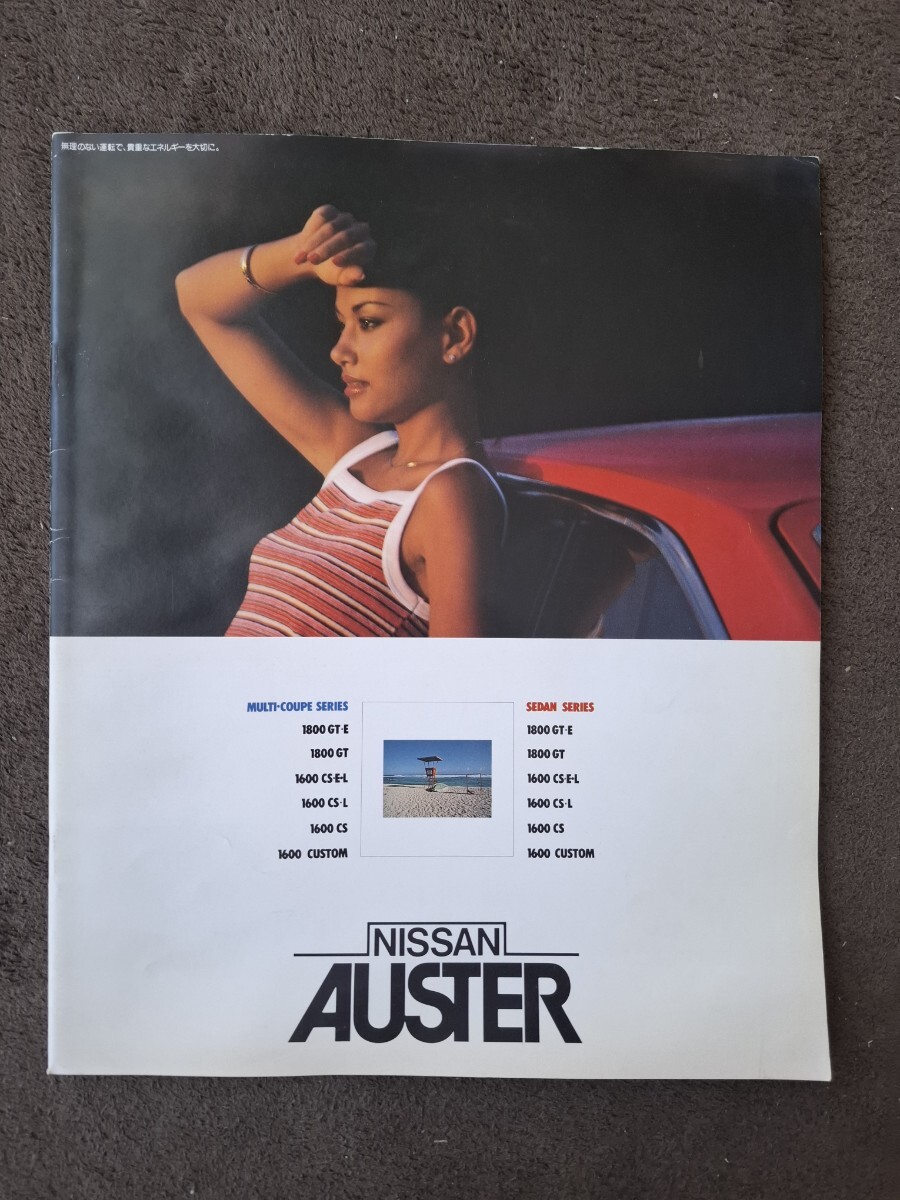 無理のない運転で、貴重なエネルギーを大切に。
MULTI-COUPE SERIES
1800 GT-E
1800 GT
1600 CS-E-L
1600 CS-L
1600 CS
1600 CUSTOM
SEDAN SERIES
1800 GT-E
1800 GT
1600 CS-E-L
1600 CS-L
1600 CS
1600 CUSTOM
NISSAN
AUSTER